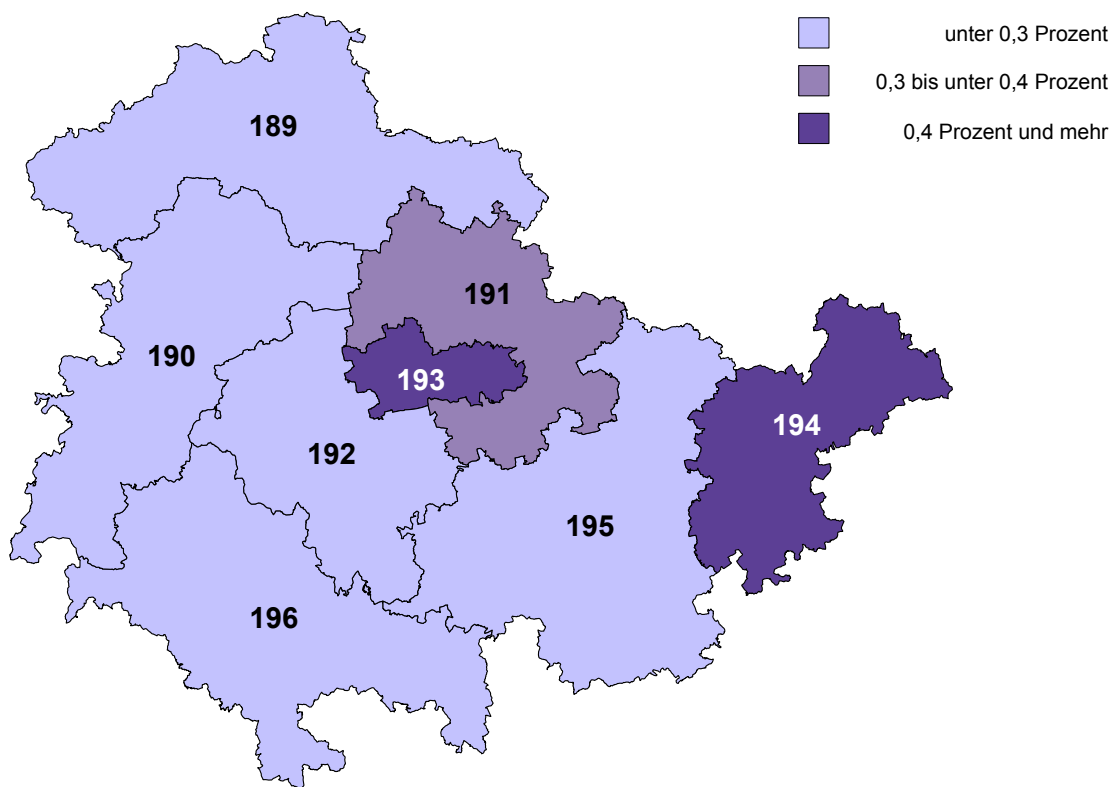 unter 0,3 Prozent
0,3 bis unter 0,4 Prozent
0,4 Prozent und mehr
189
191
190
193
194
192
195
196